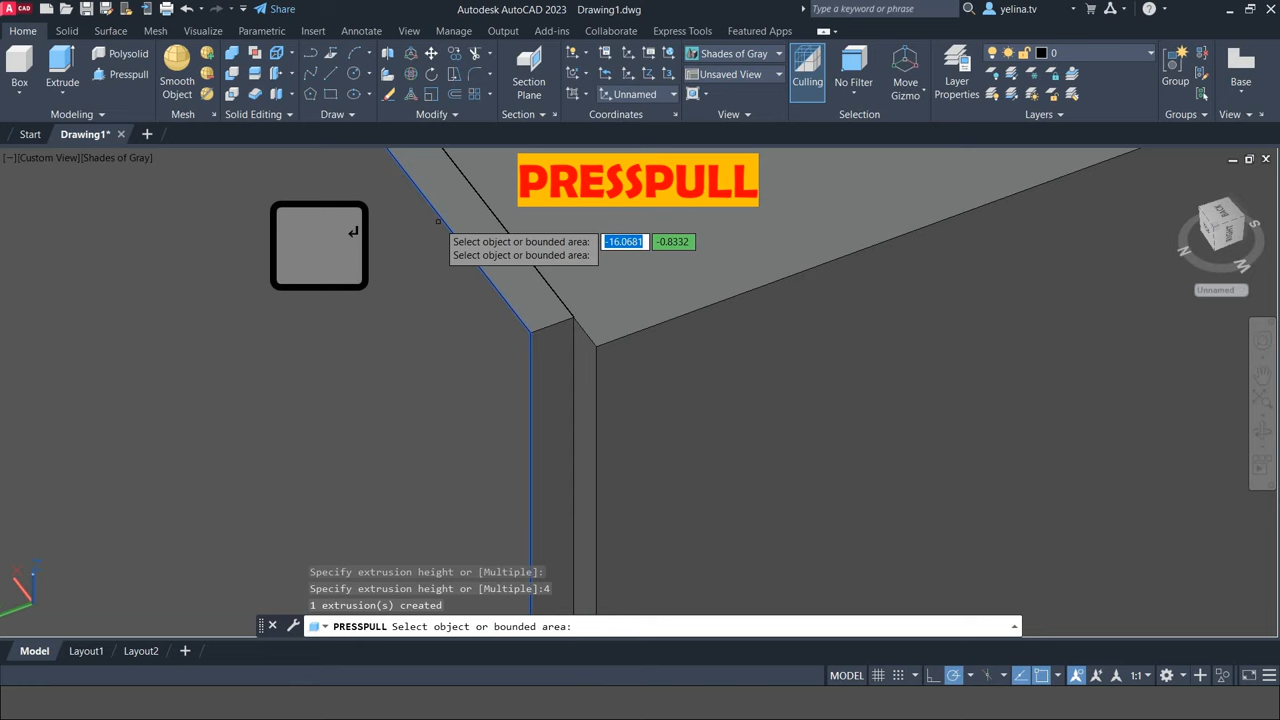 CAD
Share
Autodesk AutoCAD 2023 Drawing1.dwg
Type a keyword or phrase
yelina.tv
Home Solid Surface Mesh Visualize Parametric Insert Annotate View Output Add-ins Collaborate Express Tools Featured Apps
Box
Extrude
Polysolid
Presspull
Smooth
Object
Section
Plane
Shades of Gray
Unsaved View
Unnamed
Culling
No Filter
Move
Gizmo
Layer
Properties
0
Group
Base
Modeling
Mesh
Solid Editing
Draw
Modify
Section
Coordinates
View
Selection
Layers
Groups
View
Start
Drawing1*
[−][Custom View][Shades of Gray]
PRESSPULL
Select object or bounded area: -16.0681 -0.8332
Select object or bounded area:
BACK
S
W
Unnamed
Specify extrusion height or [Multiple]:
Specify extrusion height or [Multiple]:4
1 extrusion(s) created
PRESSPULL Select object or bounded area:
X
Model
Layout1
Layout2
MODEL
1:1